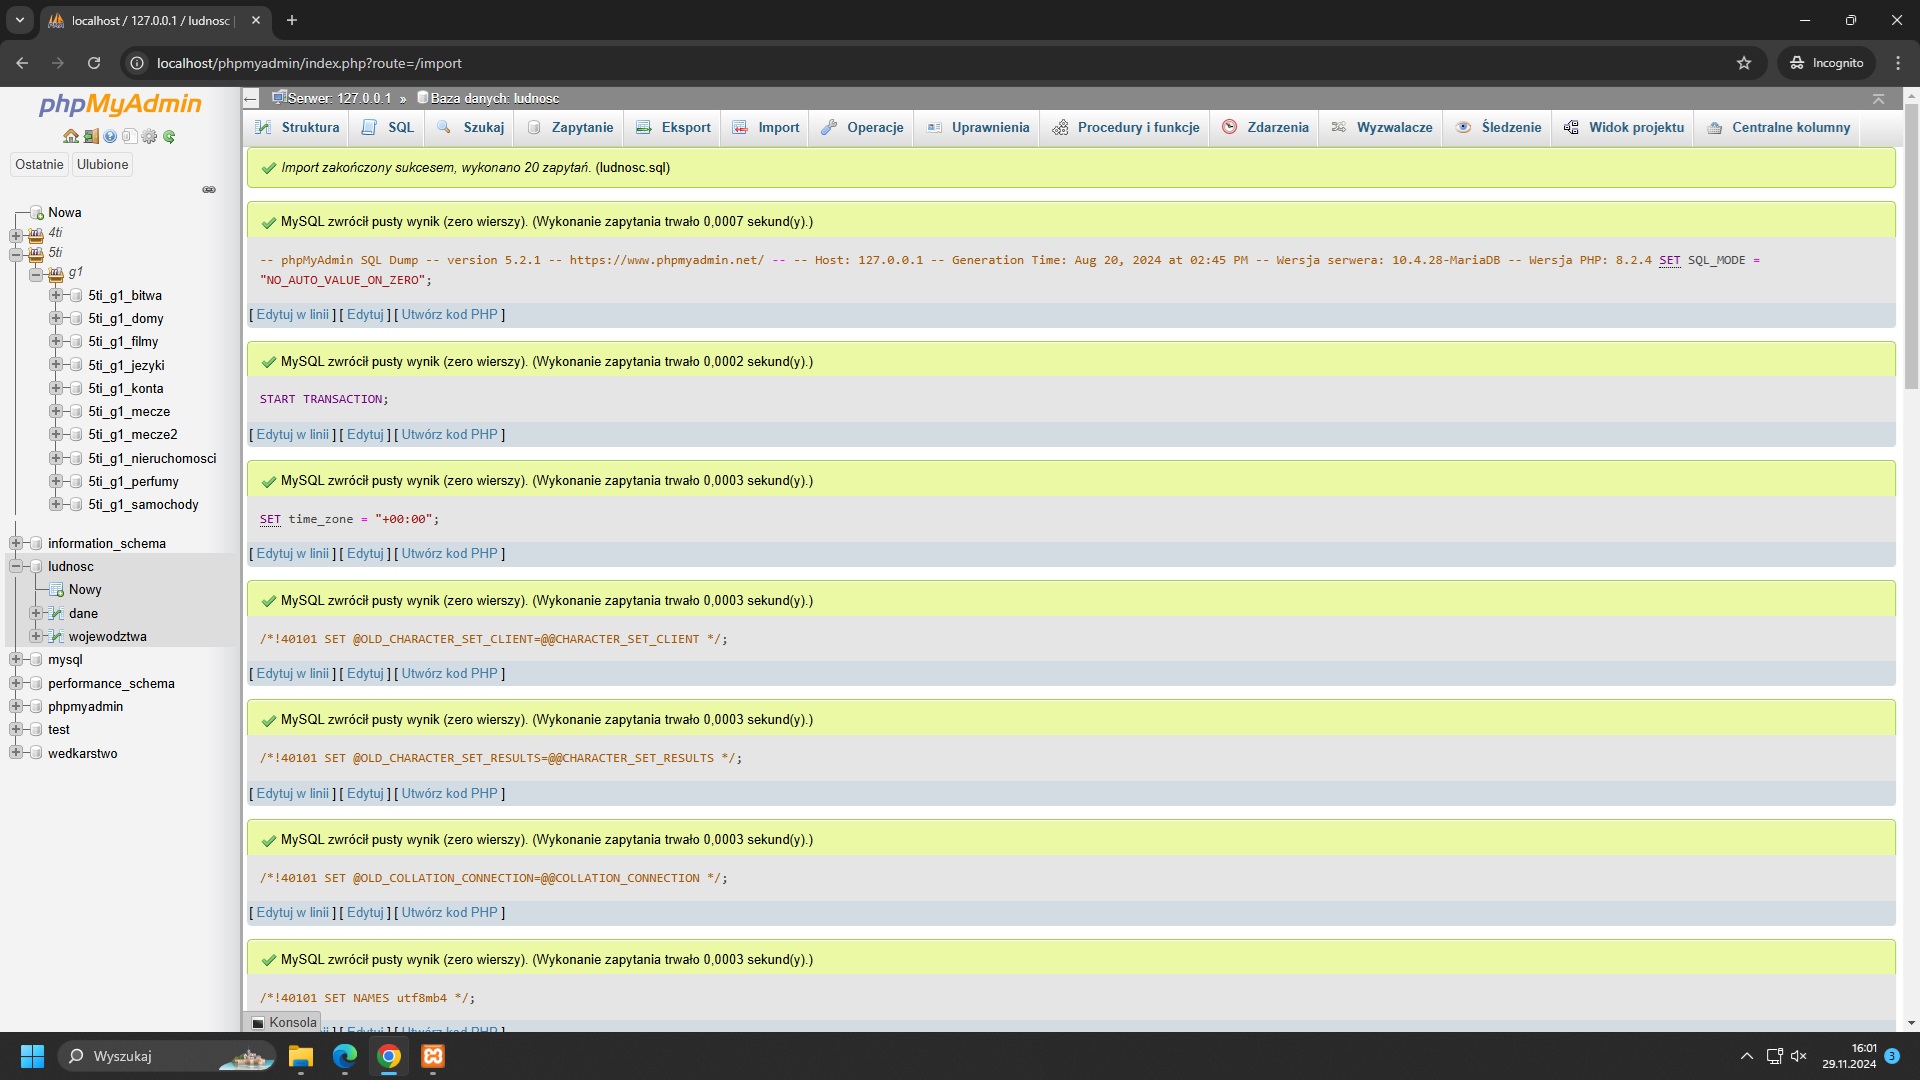 localhost / 127.0.0.1 / ludnosc |
localhost/phpmyadmin/index.php?route=/import
Incognito
phpMyAdmin
Ostatnie
Ulubione
Nowa
4ti
5ti
g1
5ti_g1_bitwa
5ti_g1_domy
5ti_g1_filmy
5ti_g1_jezyki
5ti_g1_konta
5ti_g1_mecze
5ti_g1_mecze2
5ti_g1_nieruchomosci
5ti_g1_perfumy
5ti_g1_samochody
information_schema
ludnosc
Nowy
dane
wojewodztwa
mysql
performance_schema
phpmyadmin
test
wedkarstwo
Serwer: 127.0.0.1 » Baza danych: ludnosc
Struktura SQL Szukaj Zapytanie Eksport Import Operacje Uprawnienia Procedury i funkcje Zdarzenia Wyzwalacze Śledzenie Widok projektu Centralne kolumny
Import zakończony sukcesem, wykonano 20 zapytań. (ludnosc.sql)
MySQL zwrócił pusty wynik (zero wierszy). (Wykonanie zapytania trwało 0,0007 sekund(y).)
-- phpMyAdmin SQL Dump -- version 5.2.1 -- https://www.phpmyadmin.net/ -- -- Host: 127.0.0.1 -- Generation Time: Aug 20, 2024 at 02:45 PM -- Wersja serwera: 10.4.28-MariaDB -- Wersja PHP: 8.2.4 SET SQL_MODE =
"NO_AUTO_VALUE_ON_ZERO";
[ Edytuj w linii ] [ Edytuj ] [ Utwórz kod PHP ]
MySQL zwrócił pusty wynik (zero wierszy). (Wykonanie zapytania trwało 0,0002 sekund(y).)
START TRANSACTION;
[ Edytuj w linii ] [ Edytuj ] [ Utwórz kod PHP ]
MySQL zwrócił pusty wynik (zero wierszy). (Wykonanie zapytania trwało 0,0003 sekund(y).)
SET time_zone = "+00:00";
[ Edytuj w linii ] [ Edytuj ] [ Utwórz kod PHP ]
MySQL zwrócił pusty wynik (zero wierszy). (Wykonanie zapytania trwało 0,0003 sekund(y).)
/*!40101 SET @OLD_CHARACTER_SET_CLIENT=@@CHARACTER_SET_CLIENT */;
[ Edytuj w linii ] [ Edytuj ] [ Utwórz kod PHP ]
MySQL zwrócił pusty wynik (zero wierszy). (Wykonanie zapytania trwało 0,0003 sekund(y).)
/*!40101 SET @OLD_CHARACTER_SET_RESULTS=@@CHARACTER_SET_RESULTS */;
[ Edytuj w linii ] [ Edytuj ] [ Utwórz kod PHP ]
MySQL zwrócił pusty wynik (zero wierszy). (Wykonanie zapytania trwało 0,0003 sekund(y).)
/*!40101 SET @OLD_COLLATION_CONNECTION=@@COLLATION_CONNECTION */;
[ Edytuj w linii ] [ Edytuj ] [ Utwórz kod PHP ]
MySQL zwrócił pusty wynik (zero wierszy). (Wykonanie zapytania trwało 0,0003 sekund(y).)
/*!40101 SET NAMES utf8mb4 */;
Konsola
Wyszukaj
16:01
29.11.2024
3